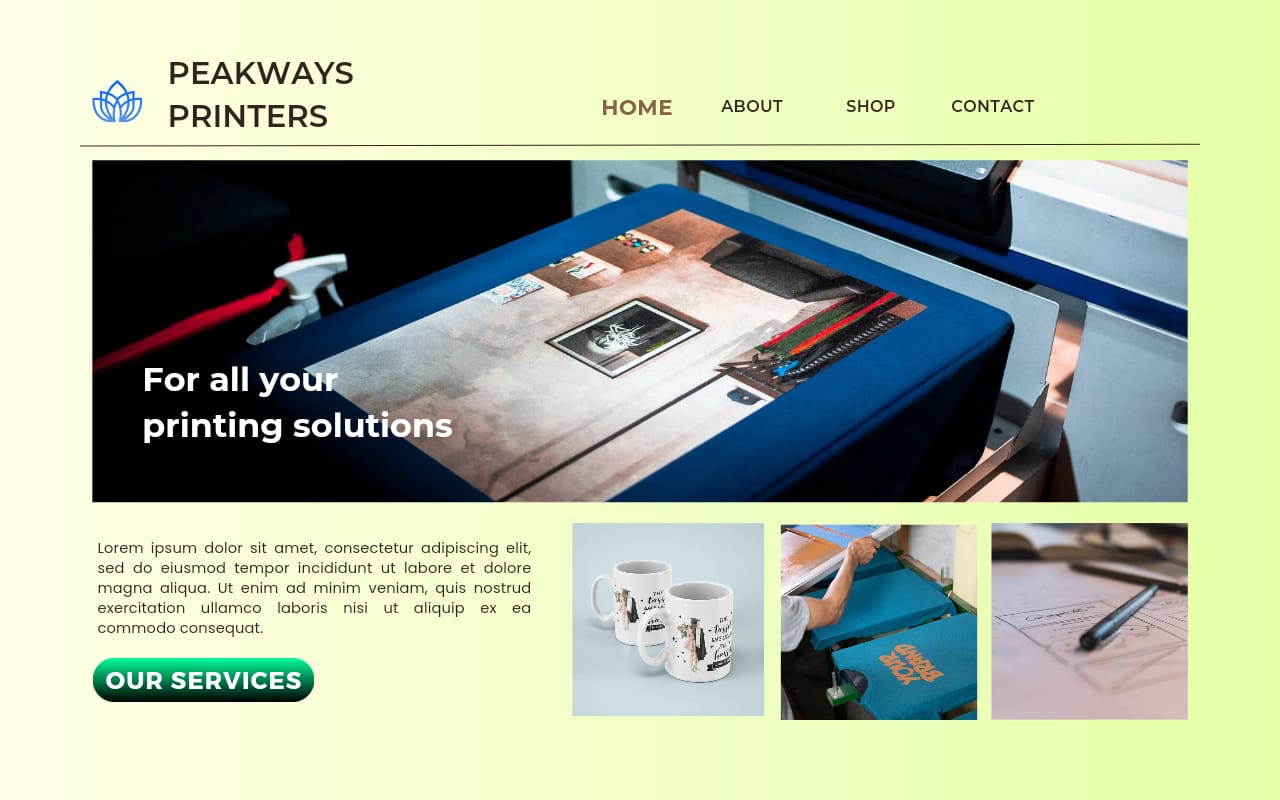 PEAKWAYS
PRINTERS
HOME
ABOUT
SHOP
CONTACT
For all your
printing solutions
Lorem ipsum dolor sit amet, consectetur adipiscing elit,
sed do eiusmod tempor incididunt ut labore et dolore
magna aliqua. Ut enim ad minim veniam, quis nostrud
exercitation ullamco laboris nisi ut aliquip ex ea
commodo consequat.
OUR SERVICES
YOUR
BRAND